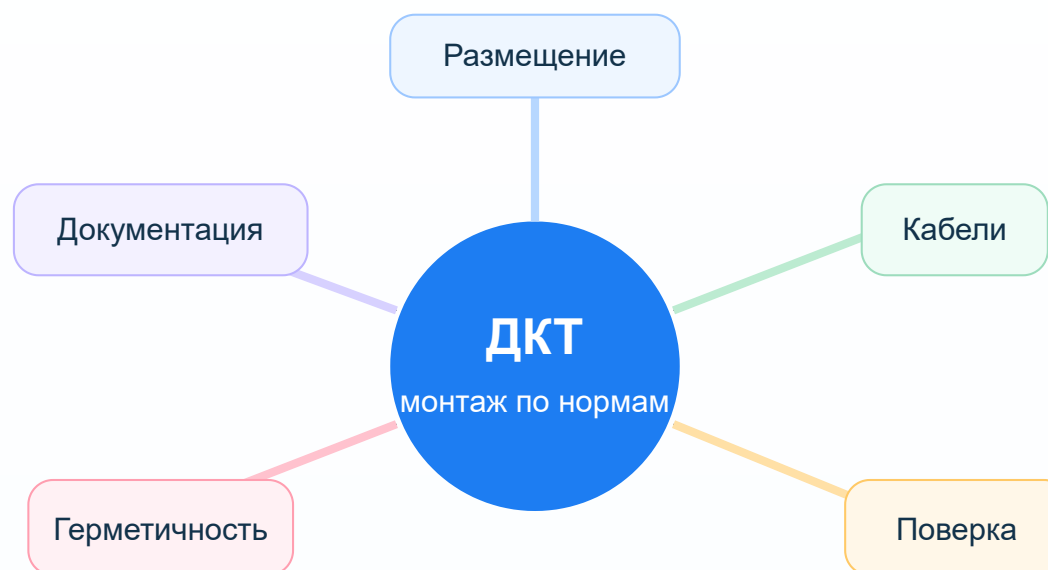 Размещение
Документация
Кабели
ДКТ
монтаж по нормам
Герметичность
Поверка